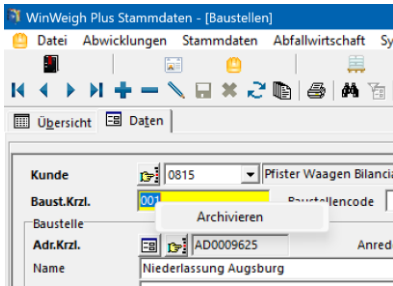 WinWeigh Plus Stammdaten - [Baustellen]
Datei Abwicklungen Stammdaten Abfallwirtschaft Sy
Übersicht Daten
Kunde 0815 Pfister Waagen Bilancia
Baust.Krzl. 001
Archivieren
Baustelle
Adr.Krzl. AD0009625 Anred
Name Niederlassung Augsburg